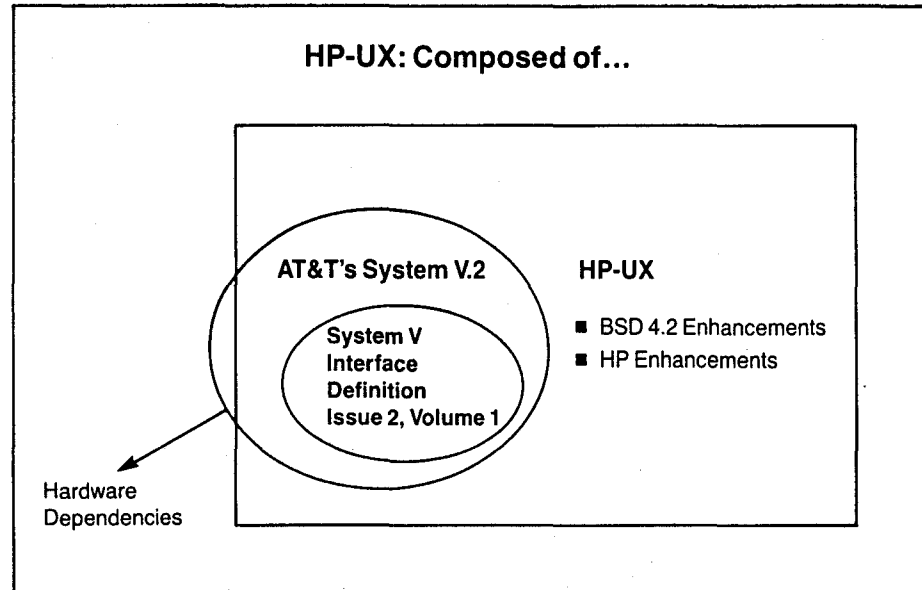 HP-UX: Composed of...
AT&T's System V.2
System V
Interface
Definition
Issue 2, Volume 1
HP-UX
■ BSD 4.2 Enhancements
■ HP Enhancements
Hardware
Dependencies